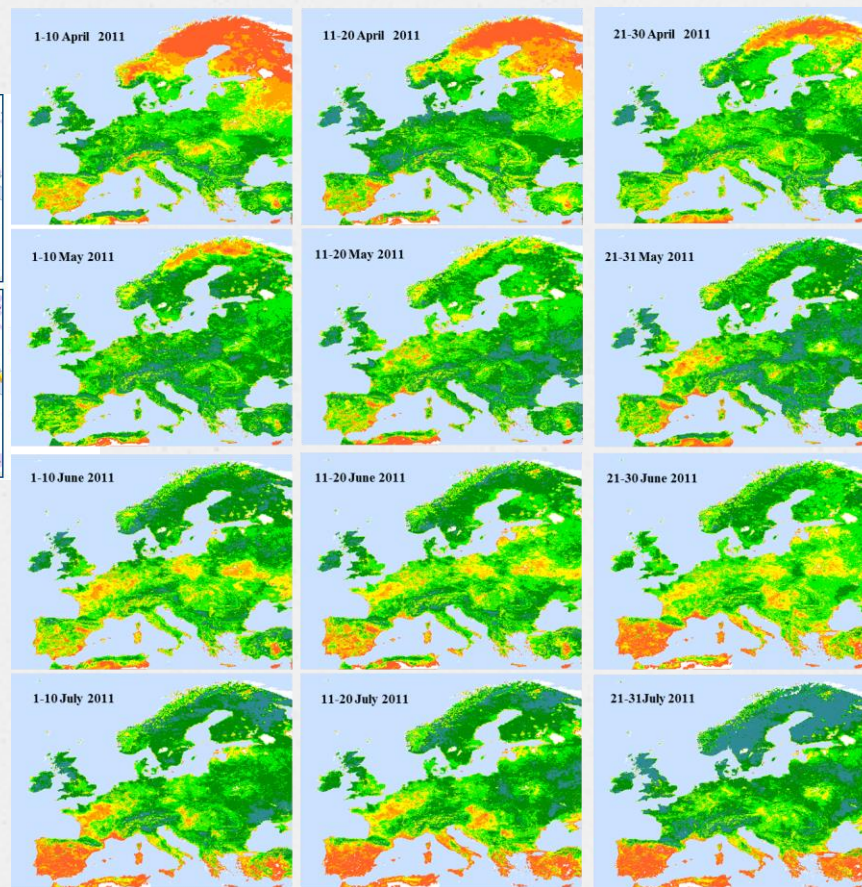 1-10 April 2011
11-20 April 2011
21-30 April 2011
1-10 May 2011
11-20 May 2011
21-31 May 2011
1-10 June 2011
11-20 June 2011
21-30 June 2011
1-10 July 2011
11-20 July 2011
21-31 July 2011